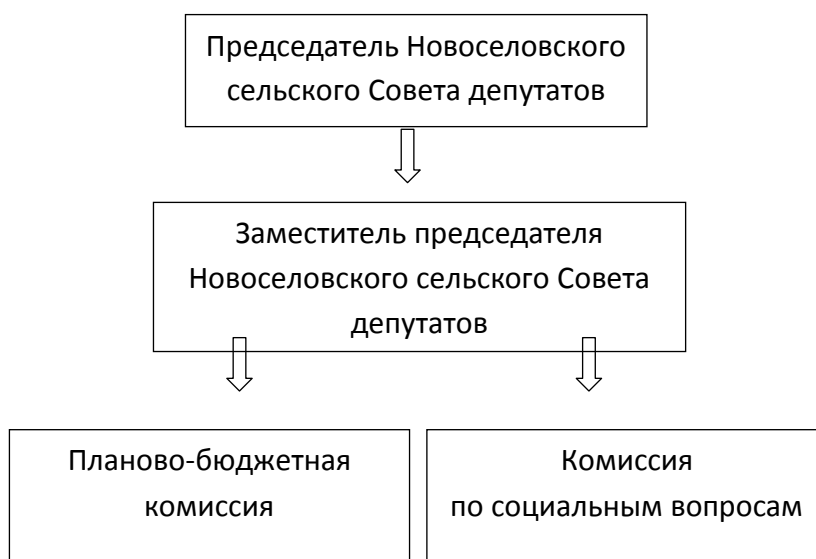 Председатель Новоселовского
сельского Совета депутатов
Заместитель председателя
Новоселовского сельского Совета
депутатов
Планово-бюджетная
комиссия
Комиссия
по социальным вопросам